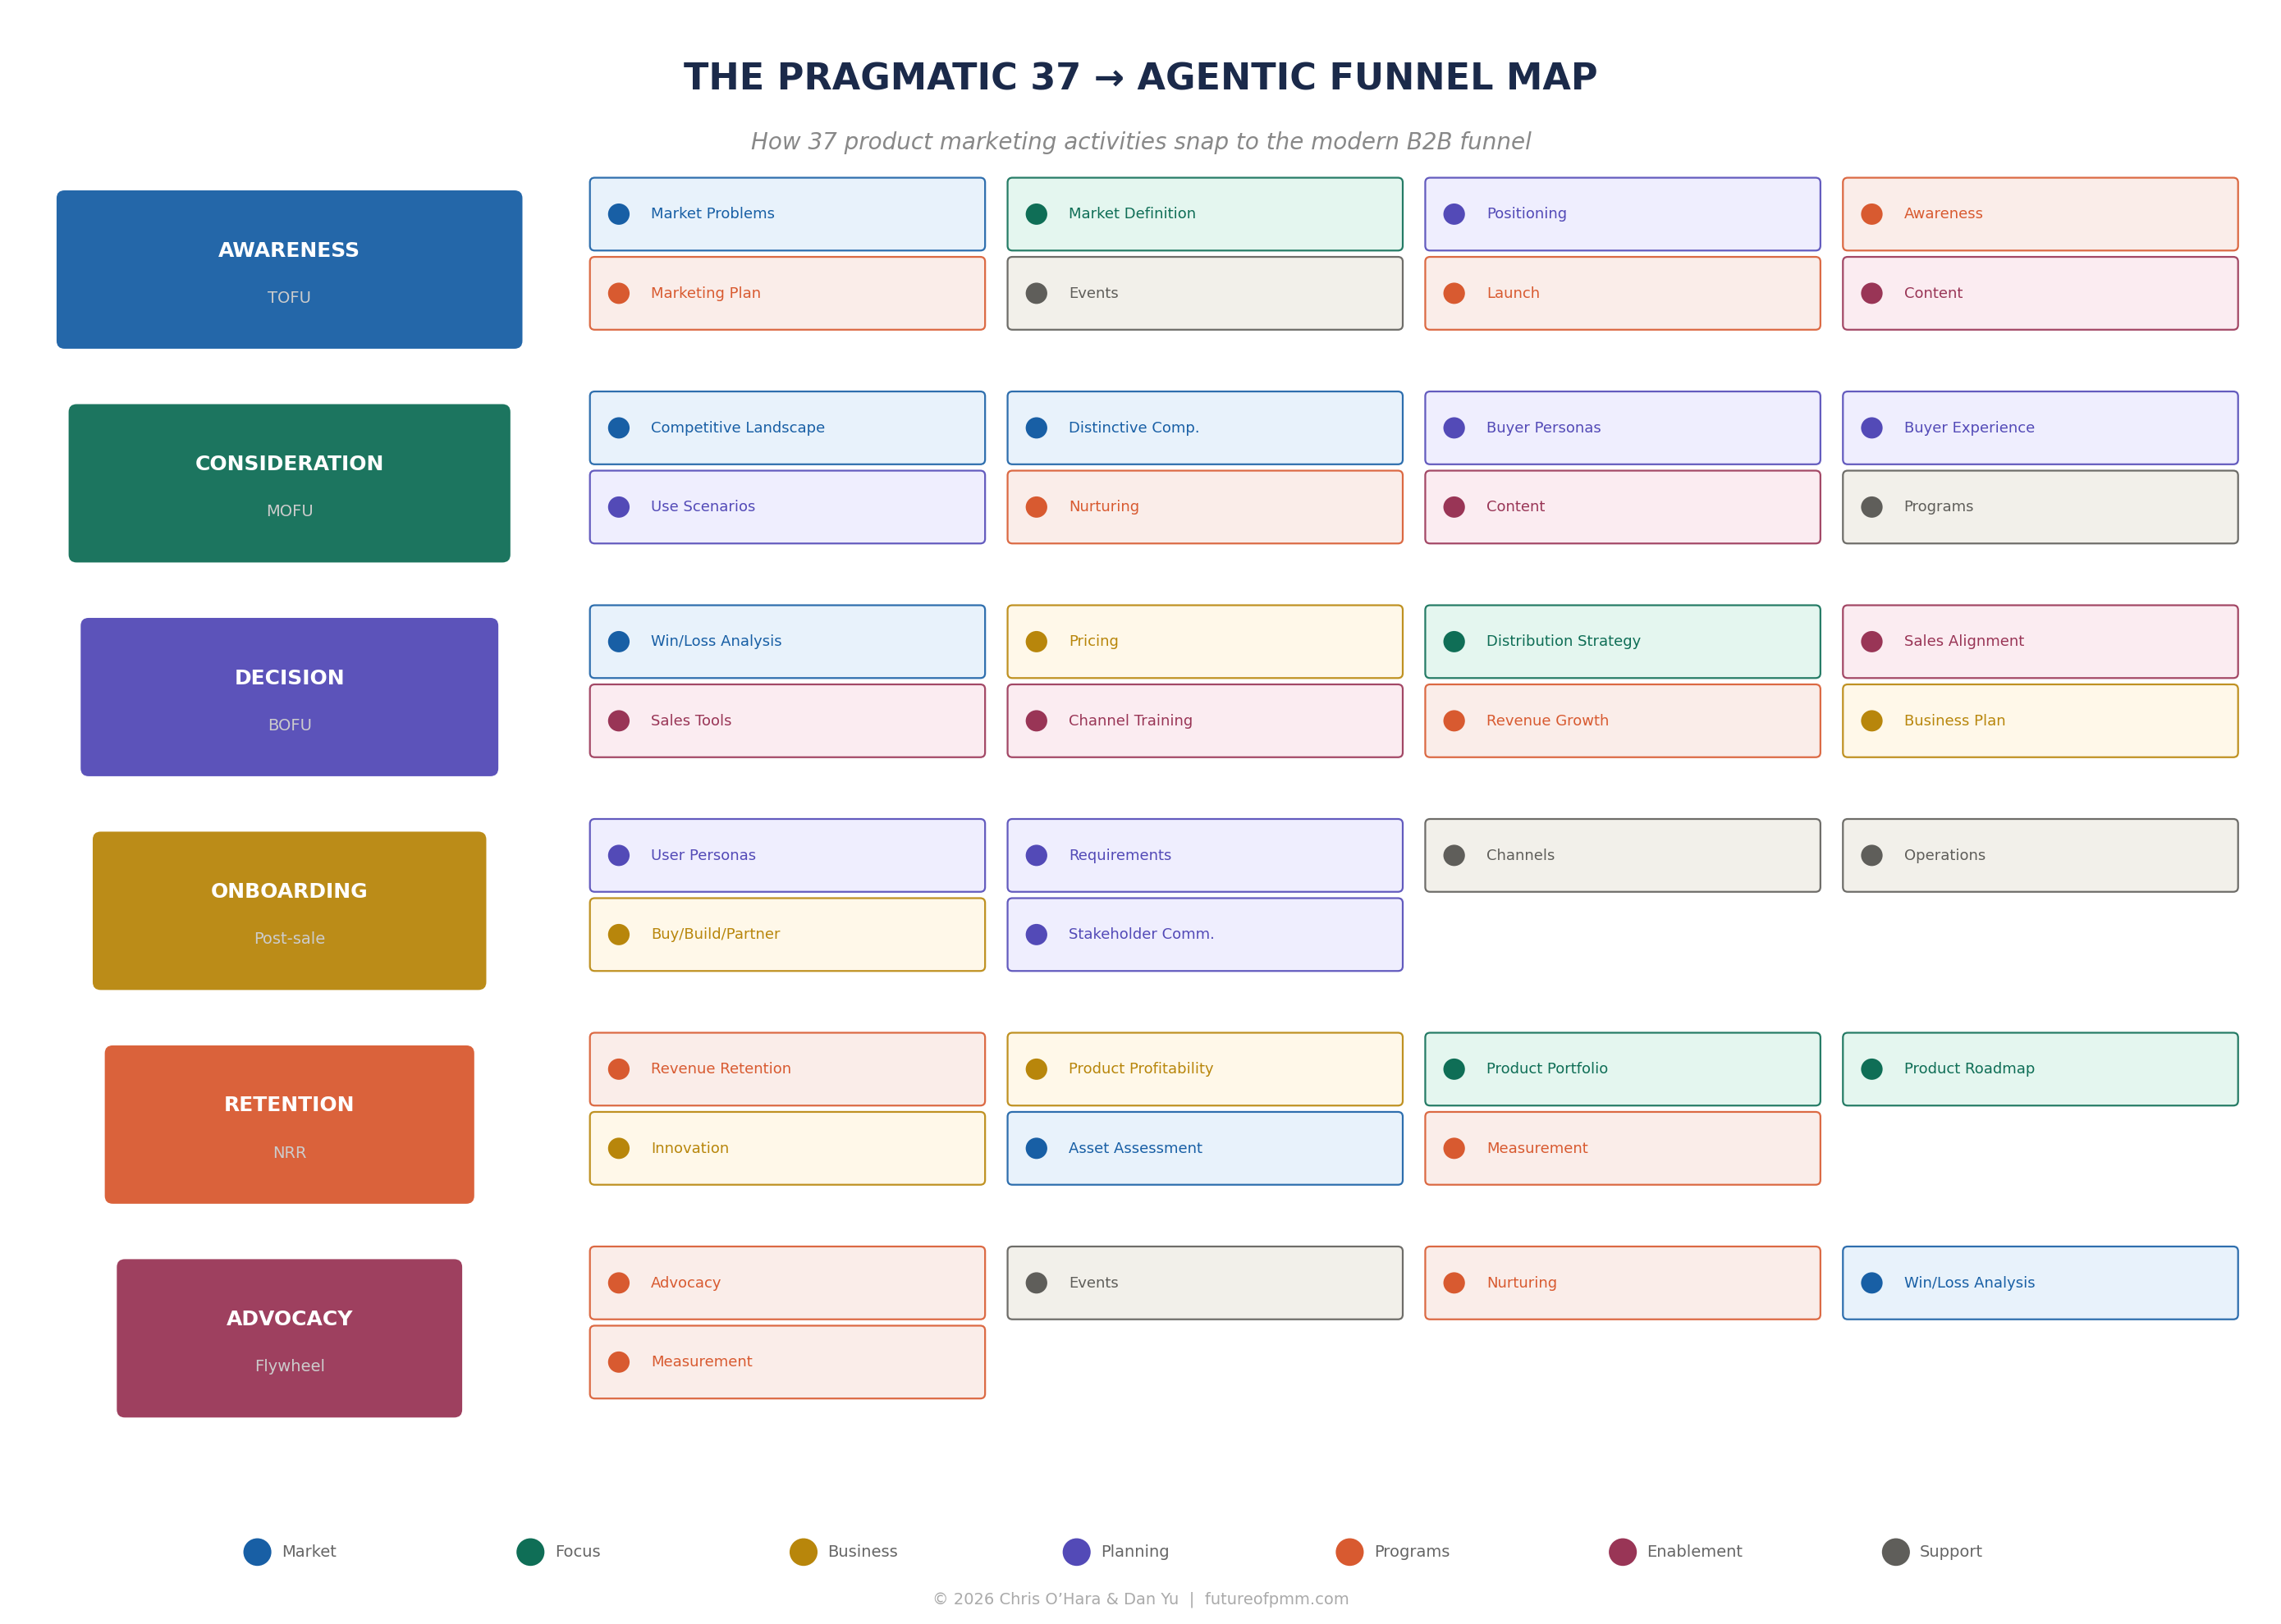 THE PRAGMATIC 37 → AGENTIC FUNNEL MAP
How 37 product marketing activities snap to the modern B2B funnel
AWARENESS
TOFU
Market Problems
Market Definition
Positioning
Awareness
Marketing Plan
Events
Launch
Content
CONSIDERATION
MOFU
Competitive Landscape
Distinctive Comp.
Buyer Personas
Buyer Experience
Use Scenarios
Nurturing
Content
Programs
DECISION
BOFU
Win/Loss Analysis
Pricing
Distribution Strategy
Sales Alignment
Sales Tools
Channel Training
Revenue Growth
Business Plan
ONBOARDING
Post-sale
User Personas
Requirements
Channels
Operations
Buy/Build/Partner
Stakeholder Comm.
RETENTION
NRR
Revenue Retention
Product Profitability
Product Portfolio
Product Roadmap
Innovation
Asset Assessment
Measurement
ADVOCACY
Flywheel
Advocacy
Events
Nurturing
Win/Loss Analysis
Measurement
Market
Focus
Business
Planning
Programs
Enablement
Support
© 2026 Chris O’Hara & Dan Yu | futureofpmm.com